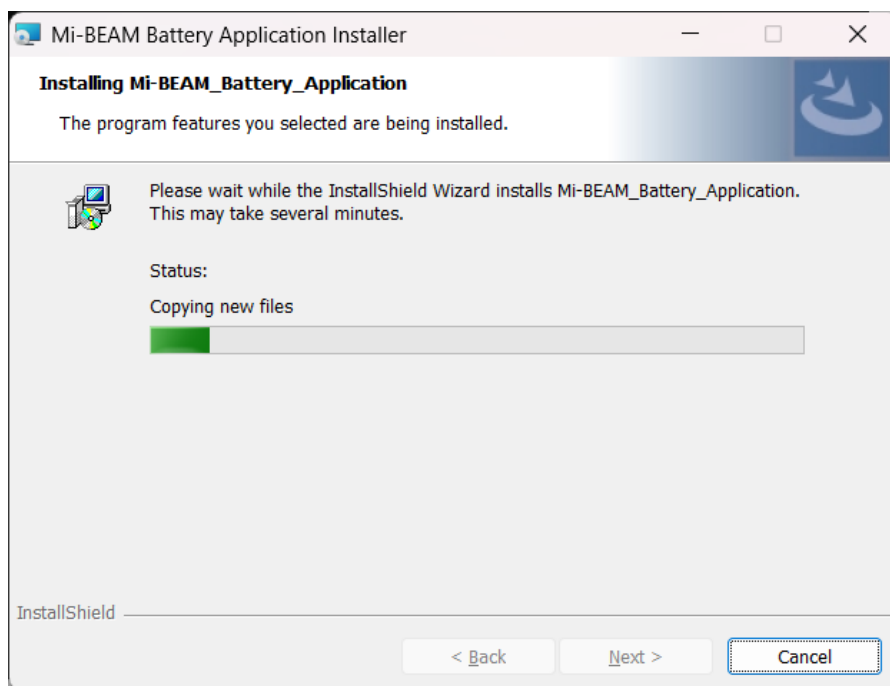 Mi-BEAM Battery Application Installer
Installing Mi-BEAM_Battery_Application
The program features you selected are being installed.
Please wait while the InstallShield Wizard installs Mi-BEAM_Battery_Application.
This may take several minutes.
Status:
Copying new files
InstallShield
< Back
Next >
Cancel